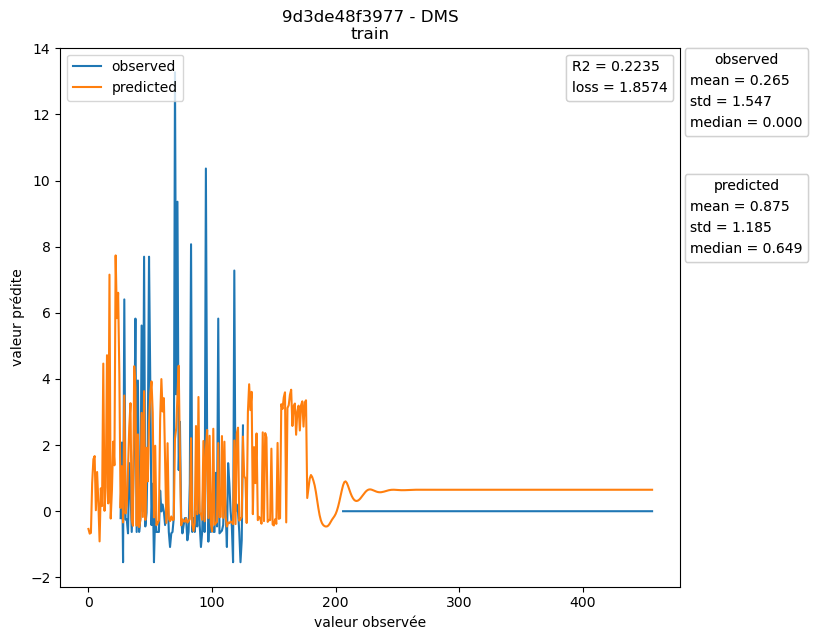 9d3de48f3977 - DMS
train
observed
predicted
R2 = 0.2235
loss = 1.8574
observed
mean = 0.265
std = 1.547
median = 0.000
predicted
mean = 0.875
std = 1.185
median = 0.649
14
12
10
8
6
4
2
0
−2
valeur prédite
0
100
200
300
400
valeur observée